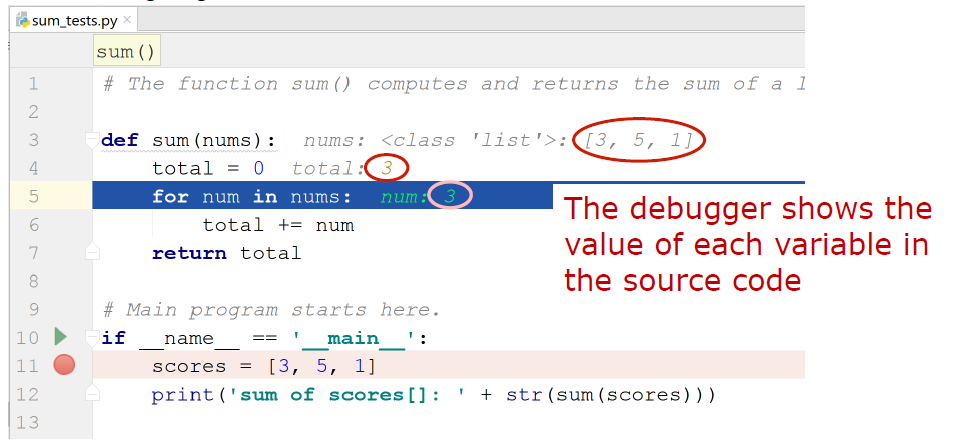 sum_tests.py ×
sum()
1 # The function sum() computes and returns the sum of a l
2
3 def sum(nums): nums: <class 'list'>: [3, 5, 1]
4 total = 0 total: 3
5 for num in nums: num: 3
6 total += num
7 return total
8
9 # Main program starts here.
10 if __name__ == '__main__':
11 scores = [3, 5, 1]
12 print('sum of scores[]: ' + str(sum(scores)))
13
The debugger shows the
value of each variable in
the source code